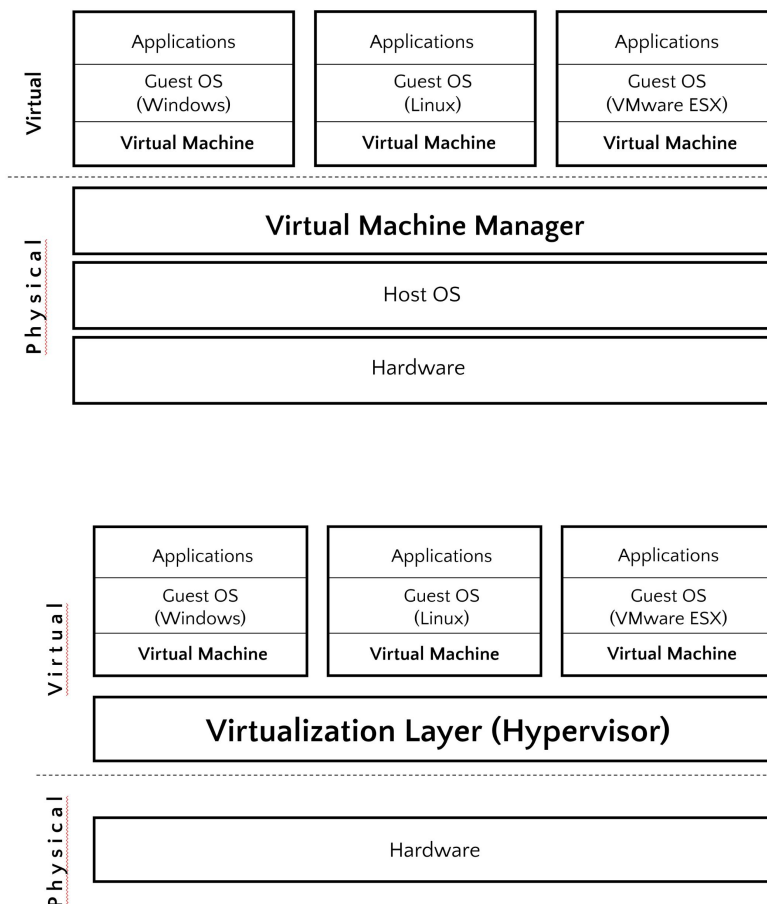 Virtual
Applications
Guest OS
(Windows)
Virtual Machine
Applications
Guest OS
(Linux)
Virtual Machine
Applications
Guest OS
(VMware ESX)
Virtual Machine
Physical
Virtual Machine Manager
Host OS
Hardware
Virtual
Applications
Guest OS
(Windows)
Virtual Machine
Applications
Guest OS
(Linux)
Virtual Machine
Applications
Guest OS
(VMware ESX)
Virtual Machine
Virtualization Layer (Hypervisor)
Physical
Hardware